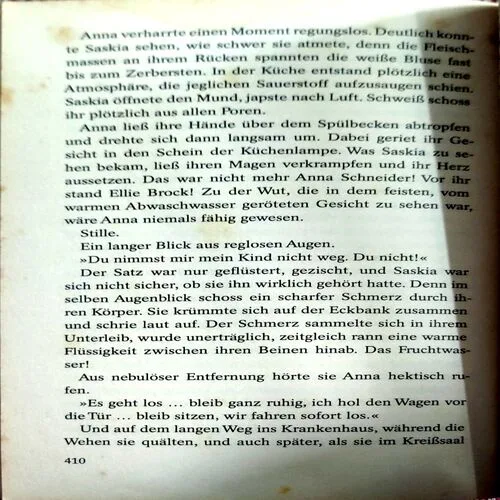 Anna verharrte einen Moment regungslos. Deutlich konn-
te Saskia sehen, wie schwer sie atmete, denn die Fleisch-
massen an ihrem Rücken spannten die weiße Bluse fast
bis zum Zerbersten. In der Küche entstand plötzlich eine
Atmosphäre, die jeglichen Sauerstoff aufzusaugen schien.
Saskia öffnete den Mund, japste nach Luft. Schweiß schoss
ihr plötzlich aus allen Poren.
Anna ließ ihre Hände über dem Spülbecken abtropfen
und drehte sich dann langsam um. Dabei geriet ihr Ge-
sicht in den Schein der Küchenlampe. Was Saskia zu se-
hen bekam, ließ ihren Magen verkrampfen und ihr Herz
aussetzen. Das war nicht mehr Anna Schneider! Vor ihr
stand Ellie Brock! Zu der Wut, die in dem feisten, vom
warmen Abwaschwasser geröteten Gesicht zu sehen war,
wäre Anna niemals fähig gewesen.
Stille.
Ein langer Blick aus reglosen Augen.
»Du nimmst mir mein Kind nicht weg. Du nicht!«
Der Satz war nur geflüstert, gezischt, und Saskia war
sich nicht sicher, ob sie ihn wirklich gehört hatte. Denn im
selben Augenblick schoss ein scharfer Schmerz durch ih-
ren Körper. Sie krümmte sich auf der Eckbank zusammen
und schrie laut auf. Der Schmerz sammelte sich in ihrem
Unterleib, wurde unerträglich, zeitgleich rann eine warme
Flüssigkeit zwischen ihren Beinen hinab. Das Fruchtwas-
ser!
Aus nebulöser Entfernung hörte sie Anna hektisch ru-
fen.
»Es geht los ... bleib ganz ruhig, ich hol den Wagen vor
die Tür ... bleib sitzen, wir fahren sofort los.«
Und auf dem langen Weg ins Krankenhaus, während die
Wehen sie quälten, und auch später, als sie im Kreißsaal
410